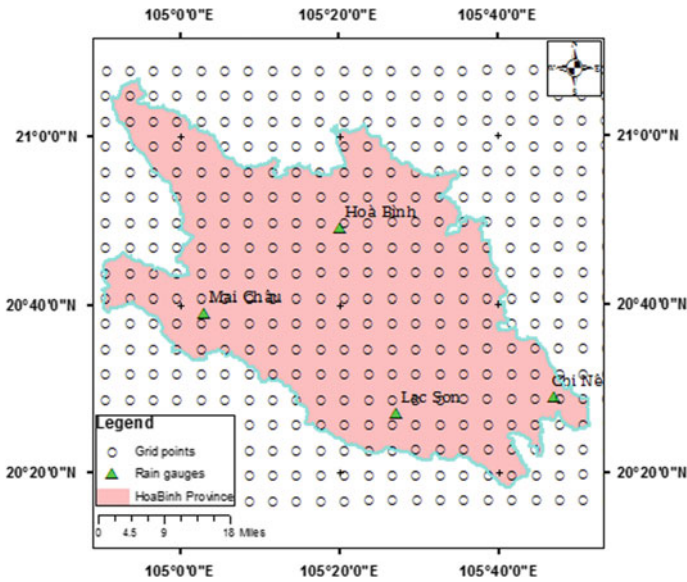 105°0'0"E 105°20'0"E 105°40'0"E
N
W E
S
21°0'0"N 21°0'0"N
Hoà Bình
20°40'0"N 20°40'0"N
Mai Châu
Chi Nê
Lạc Sơn
Legend
Grid points
Rain gauges
HoaBinh Province
20°20'0"N 20°20'0"N
0 4.5 9 18 Miles
105°0'0"E 105°20'0"E 105°40'0"E